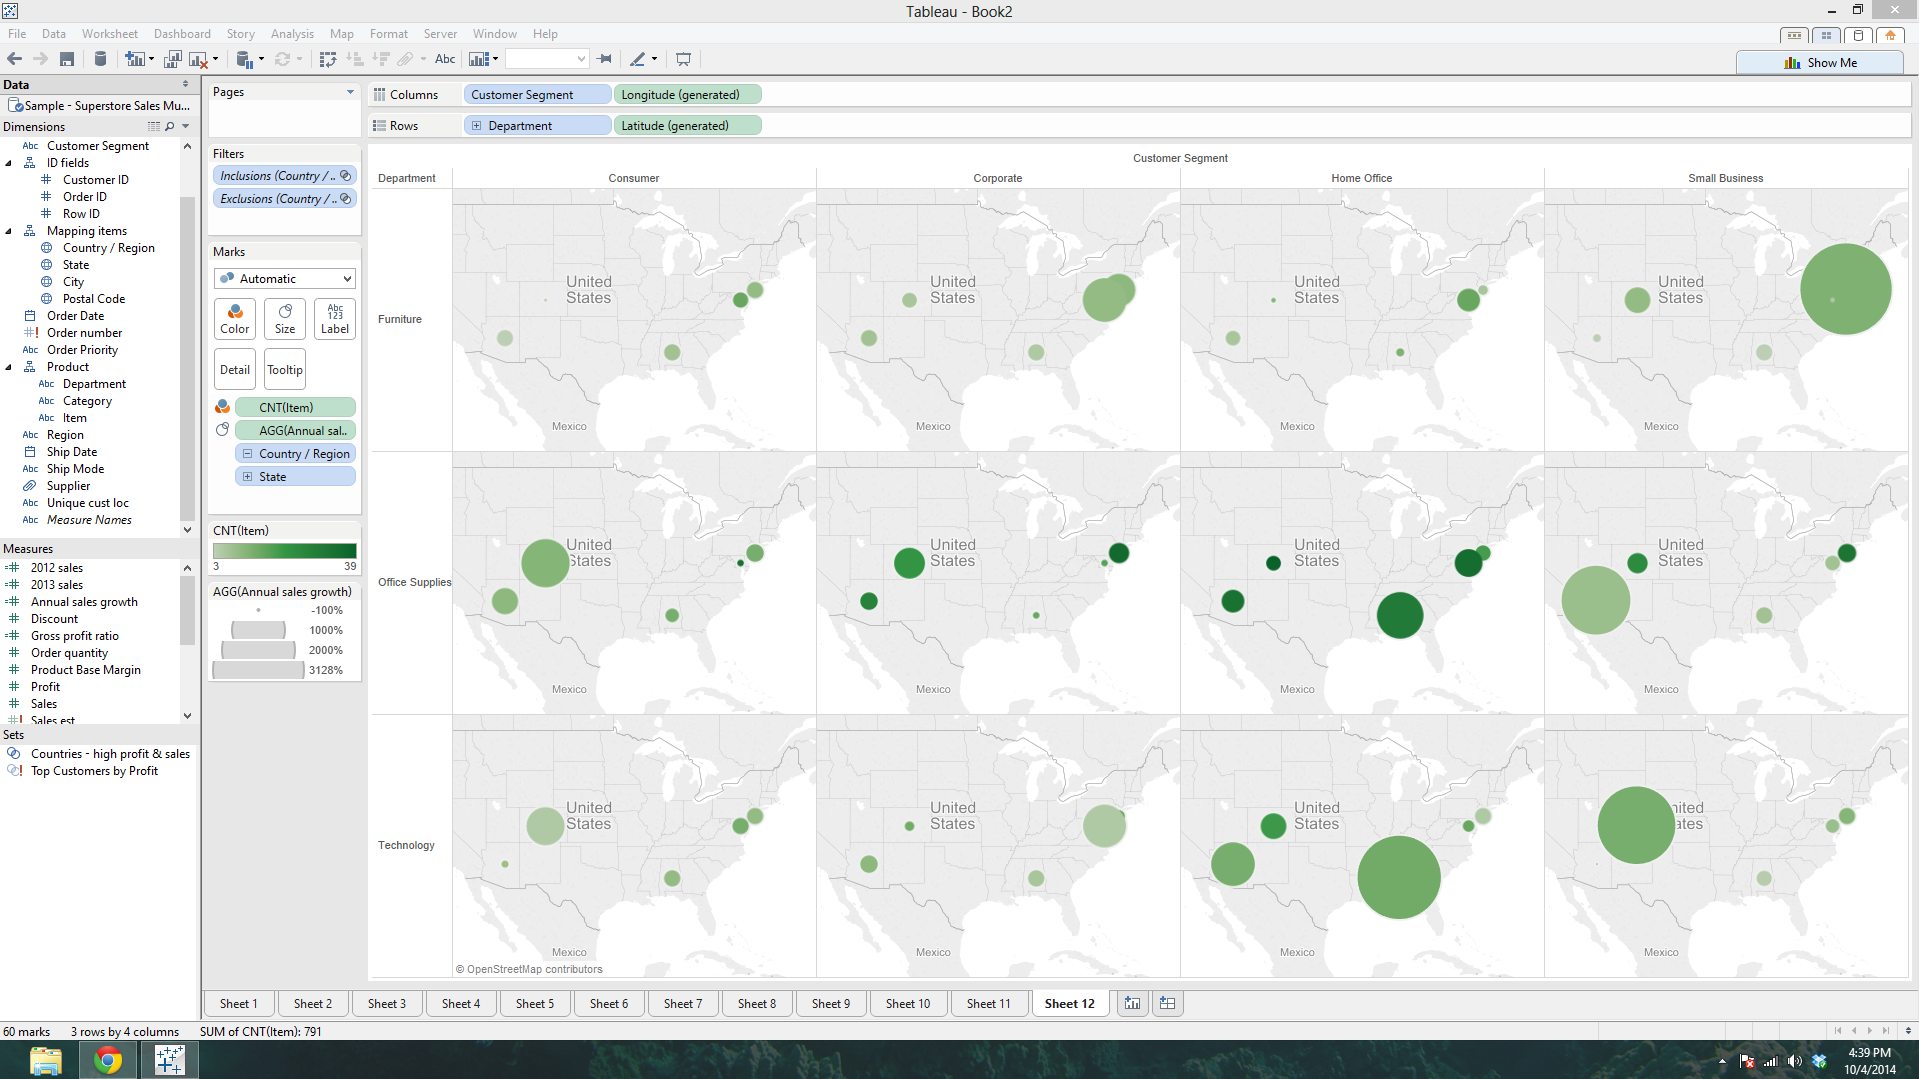 Tableau - Book2
File Data Worksheet Dashboard Story Analysis Map Format Server Window Help
Abc
Show Me
Data
Sample - Superstore Sales Mu...
Dimensions
Abc Customer Segment
ID fields
Customer ID
Order ID
Row ID
Mapping items
Country / Region
State
City
Postal Code
Order Date
Order number
Abc Order Priority
Product
Abc Department
Abc Category
Abc Item
Abc Region
Ship Date
Abc Ship Mode
Supplier
Abc Unique cust loc
Abc Measure Names
Measures
2012 sales
2013 sales
Annual sales growth
Discount
Gross profit ratio
Order quantity
Product Base Margin
Profit
Sales
Sales est
Sets
Countries - high profit & sales
Top Customers by Profit
Pages
Filters
Inclusions (Country / ..
Exclusions (Country / ..
Marks
Automatic
Color Size Abc 123 Label
Detail Tooltip
CNT(Item)
AGG(Annual sal..
Country / Region
State
CNT(Item)
3 39
AGG(Annual sales growth)
-100%
1000%
2000%
3128%
Columns Customer Segment Longitude (generated)
Rows Department Latitude (generated)
Customer Segment
Department Consumer Corporate Home Office Small Business
Furniture
United States United States United States United States
Mexico Mexico Mexico Mexico
Office Supplies
United States United States United States United States
Mexico Mexico Mexico Mexico
Technology
United States United States United States
Mexico Mexico Mexico Mexico
© OpenStreetMap contributors
Sheet 1 Sheet 2 Sheet 3 Sheet 4 Sheet 5 Sheet 6 Sheet 7 Sheet 8 Sheet 9 Sheet 10 Sheet 11 Sheet 12
60 marks 3 rows by 4 columns SUM of CNT(Item): 791
4:39 PM
10/4/2014